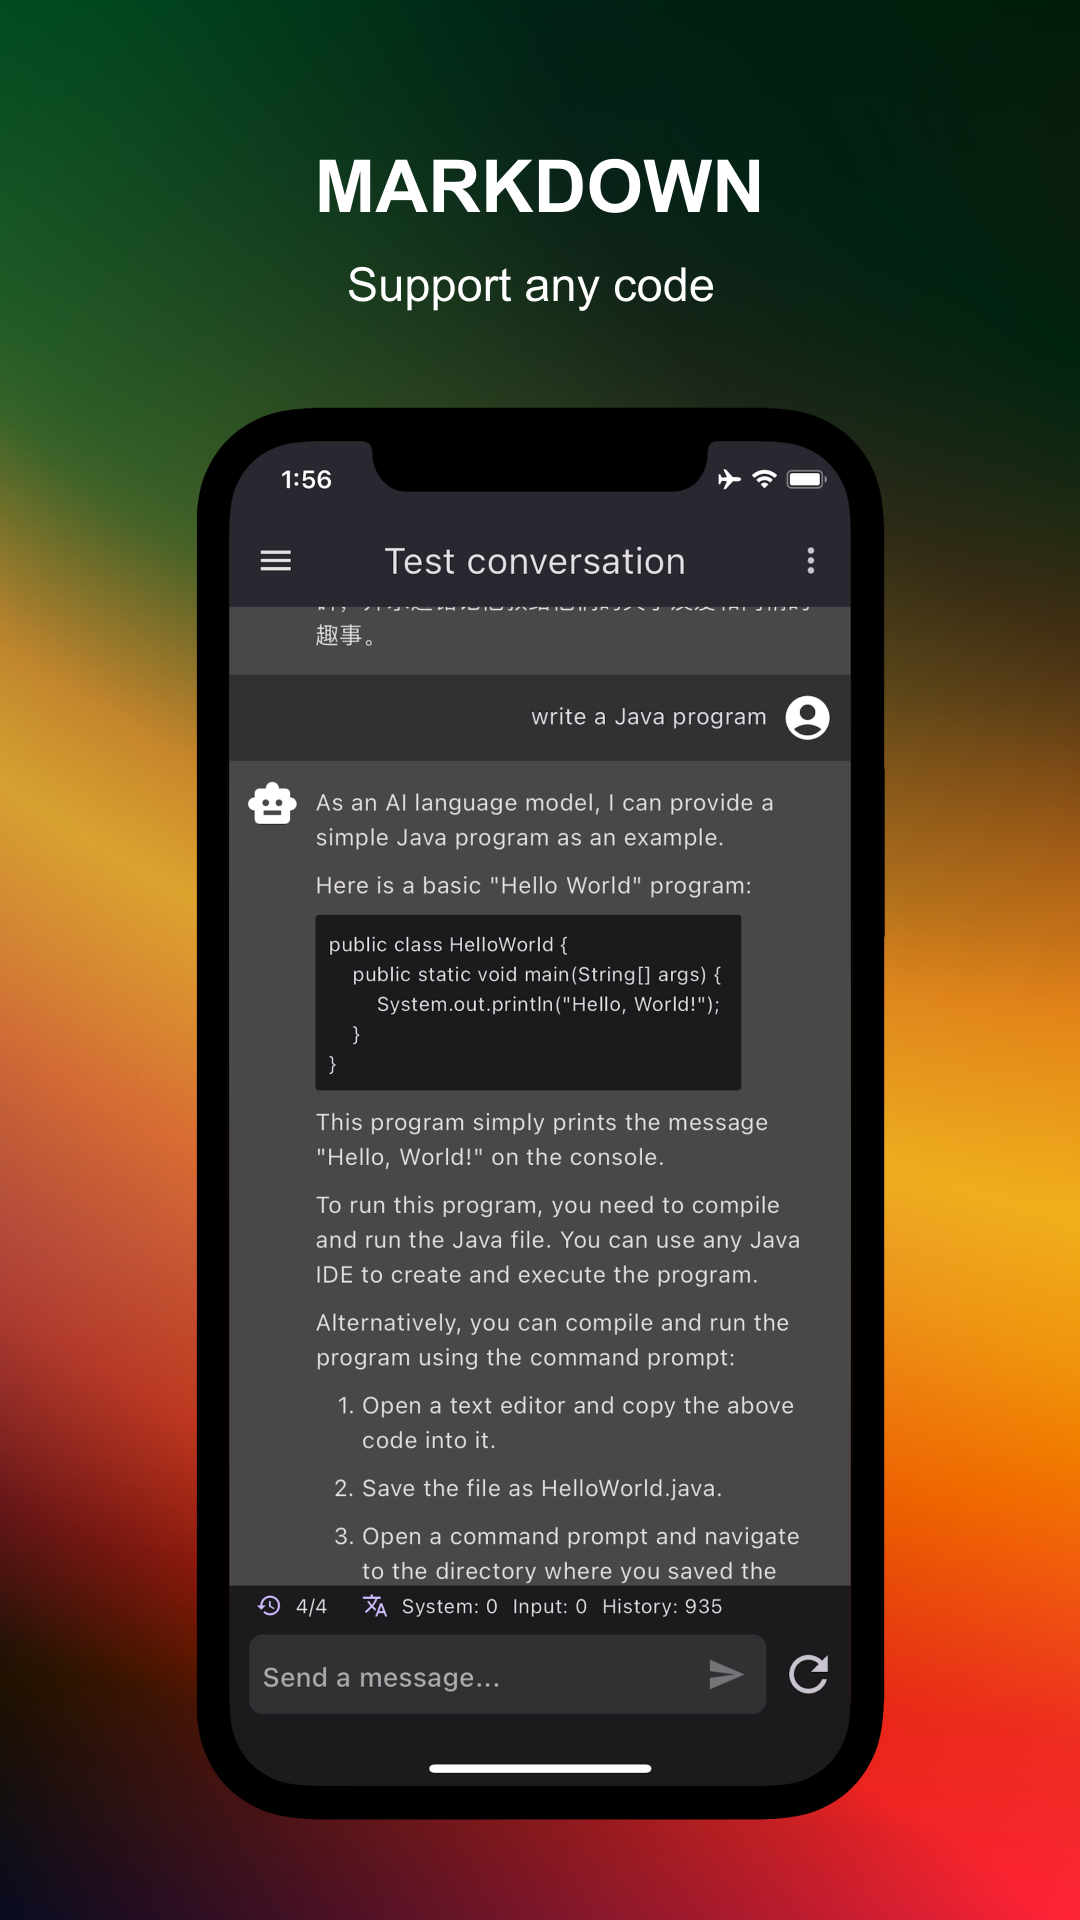 MARKDOWN
Support any code
1:56
Test conversation
趣事。
write a Java program
As an AI language model, I can provide a
simple Java program as an example.
Here is a basic "Hello World" program:
public class HelloWorld {
    public static void main(String[] args) {
        System.out.println("Hello, World!");
    }
}
This program simply prints the message
"Hello, World!" on the console.
To run this program, you need to compile
and run the Java file. You can use any Java
IDE to create and execute the program.
Alternatively, you can compile and run the
program using the command prompt:
1. Open a text editor and copy the above
code into it.
2. Save the file as HelloWorld.java.
3. Open a command prompt and navigate
to the directory where you saved the
4/4 System: 0 Input: 0 History: 935
Send a message...